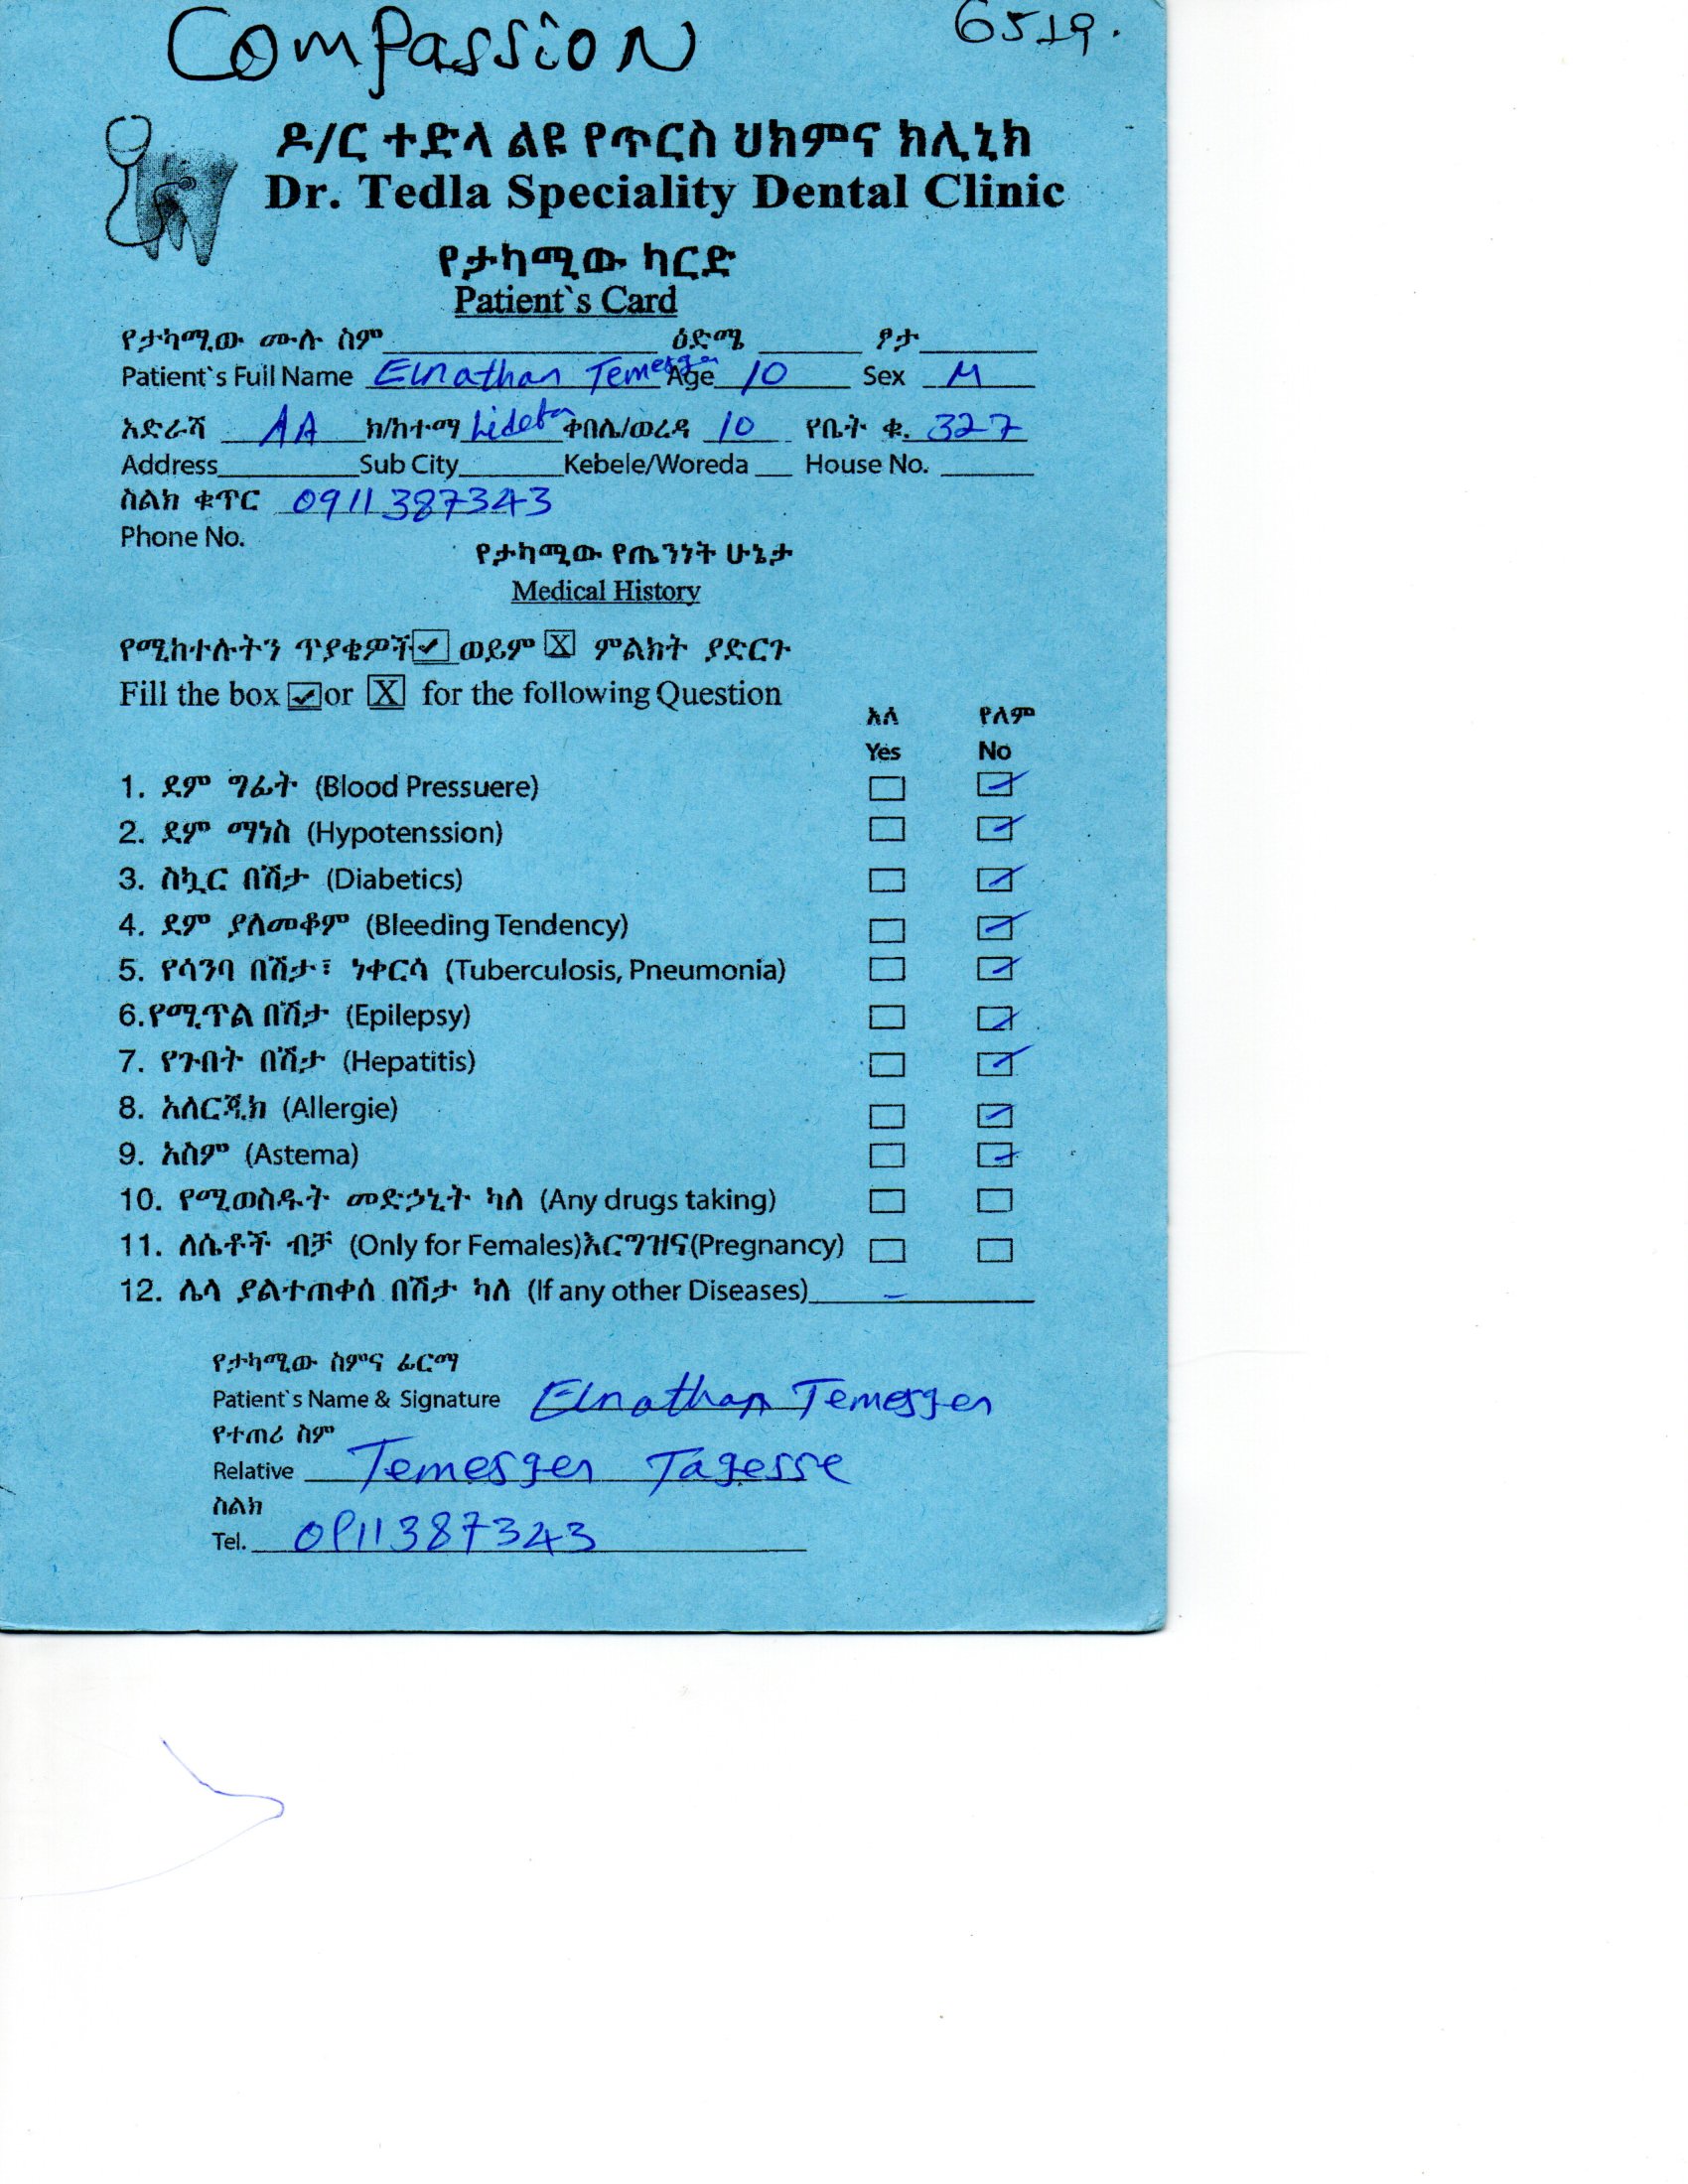 Compassion 6519.
ዶ/ር ተድላ ልዩ የጥርስ ህክምና ክሊኒክ
Dr. Tedla Speciality Dental Clinic
የታካሚው ካርድ
Patient`s Card
የታካሚው ሙሉ ስም ዕድሜ ፆታ
Patient`s Full Name Elnathan Temesgen Age 10 Sex M
አድራሻ AA ክ/ከተማ Lideta ቀበሌ/ወረዳ 10 የቤት ቁ. 327
Address Sub City Kebele/Woreda House No.
ስልክ ቁጥር 0911387343
Phone No.
የታካሚው የጤንነት ሁኔታ
Medical History
የሚከተሉትን ጥያቄዎች ✓ ወይም X ምልክት ያድርጉ
Fill the box ✓ or X for the following Question
አለ የለም
Yes No
1. ደም ግፊት (Blood Pressuere) ✓
2. ደም ማነስ (Hypotenssion) ✓
3. ስኳር በሽታ (Diabetics) ✓
4. ደም ያለመቆም (Bleeding Tendency) ✓
5. የሳንባ በሽታ፣ ነቀርሳ (Tuberculosis, Pneumonia) ✓
6.የሚጥል በሽታ (Epilepsy) ✓
7. የጉበት በሽታ (Hepatitis) ✓
8. አለርጂክ (Allergie) ✓
9. አስም (Astema) ✓
10. የሚወስዱት መድኃኒት ካለ (Any drugs taking)
11. ለሴቶች ብቻ (Only for Females)እርግዝና(Pregnancy)
12. ሌላ ያልተጠቀሰ በሽታ ካለ (If any other Diseases) –
የታካሚው ስምና ፊርማ
Patient`s Name & Signature Elnathan Temesgen
የተጠሪ ስም
Relative Temesgen Tagesse
ስልክ
Tel. 0911387343